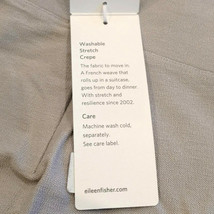 Washable
Stretch
Crepe
The fabric to move in.
A French weave that
rolls up in a suitcase,
goes from day to dinner.
With stretch and
resilience since 2002.
Care
Machine wash cold,
separately.
See care label.
eileenfisher.com